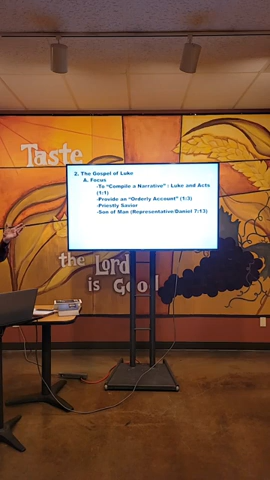 Taste
2. The Gospel of Luke
A. Focus
-To "Compile a Narrative" - Luke and Acts
(1:1)
-Provide an "Orderly Account" (1:3)
-Priestly Savior
-Son of Man (Representative/Daniel 7:13)
the Lord
is Good